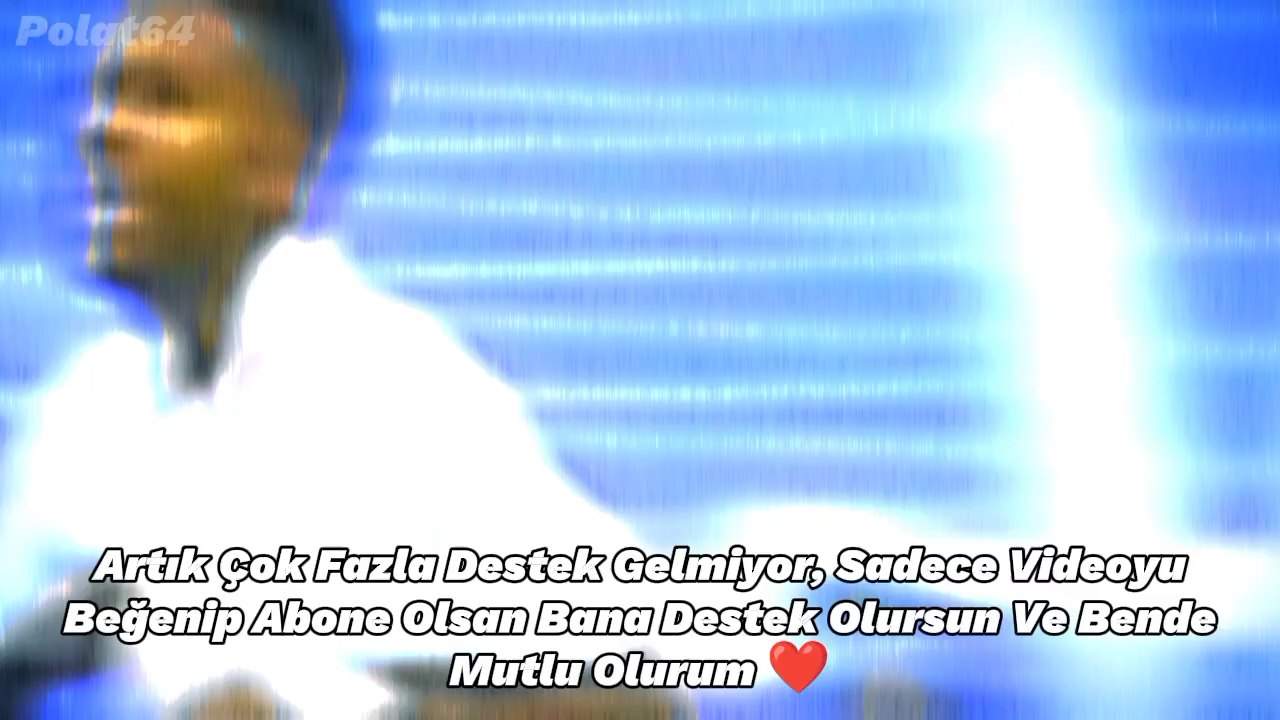 Polat64
Artık Çok Fazla Destek Gelmiyor, Sadece Videoyu
Beğenip Abone Olsan Bana Destek Olursun Ve Bende
Mutlu Olurum ❤️